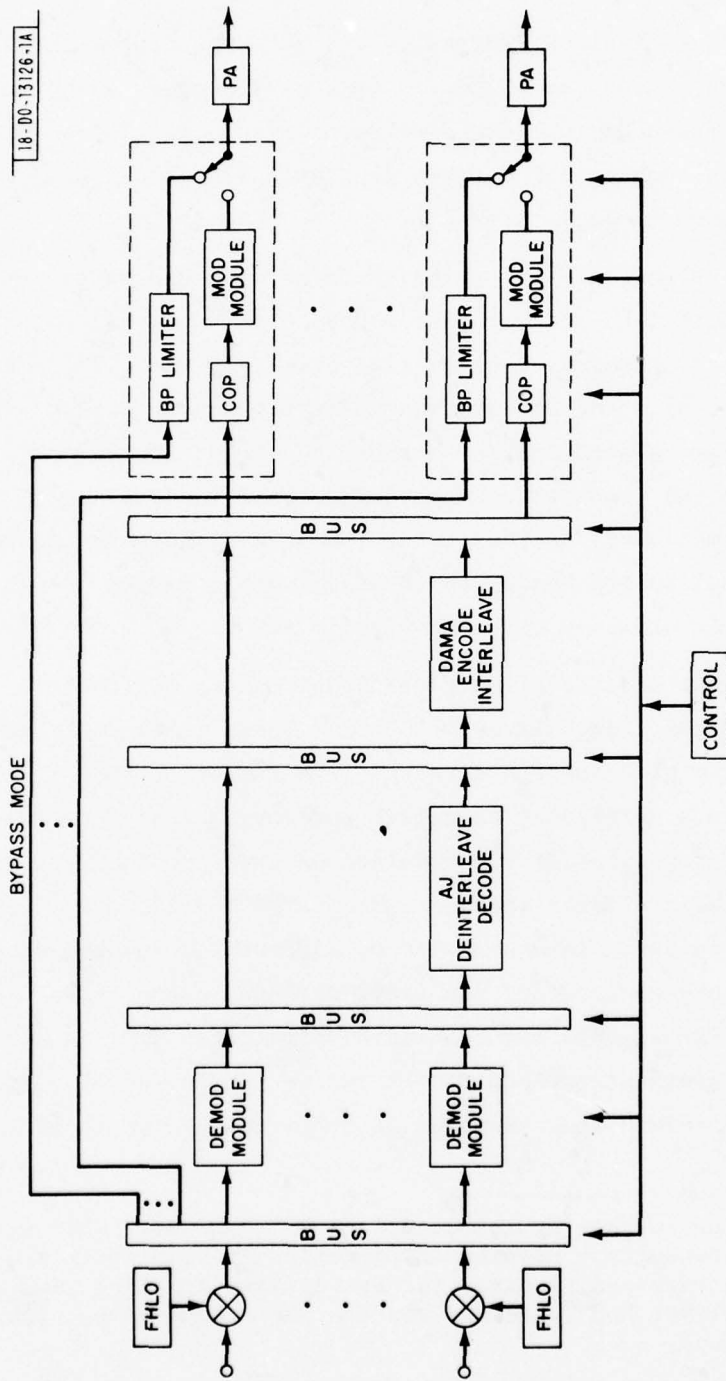 18-DO-13126-1A
BYPASS MODE
FHLO
FHLO
BUS
DEMOD
MODULE
DEMOD
MODULE
BUS
AJ
DEINTERLEAVE
DECODE
BUS
DAMA
ENCODE
INTERLEAVE
BUS
BP LIMITER
COP
MOD
MODULE
PA
BP LIMITER
COP
MOD
MODULE
PA
CONTROL